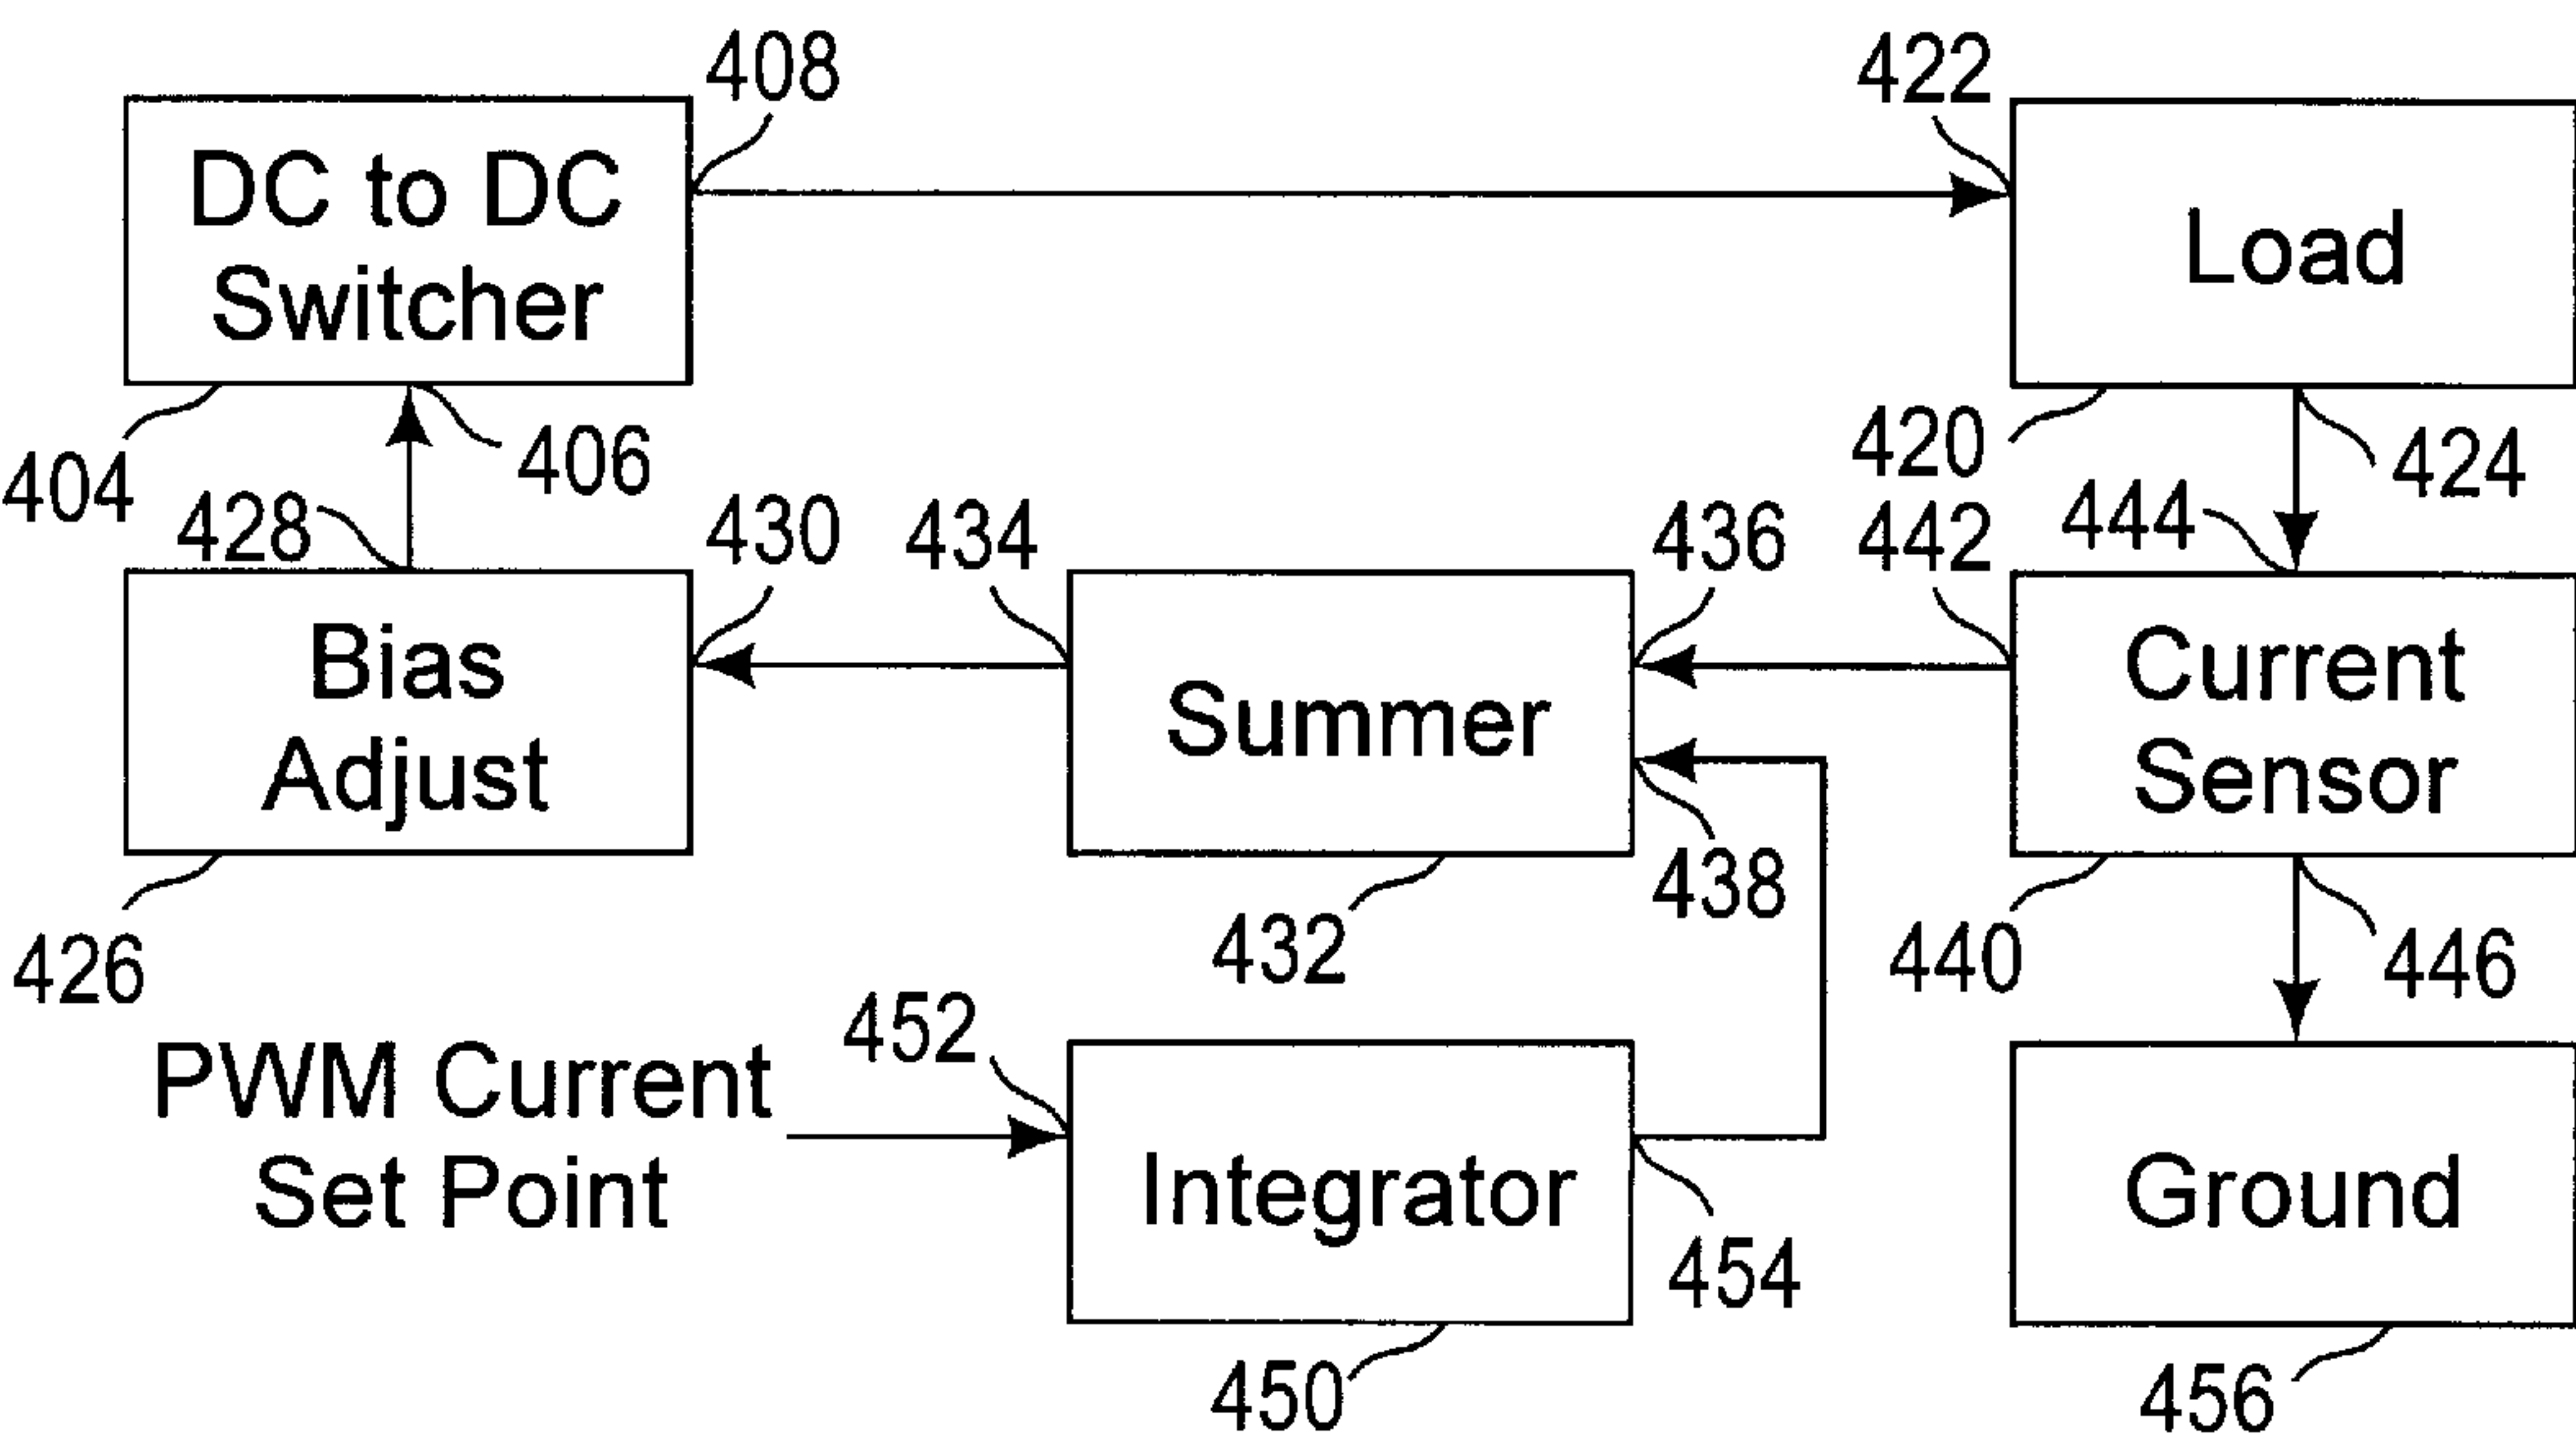 408
422
DC to DC
Switcher
Load
404
406
420
424
428
430
434
436
442
444
Bias
Adjust
Summer
Current
Sensor
426
432
438
440
446
PWM Current
Set Point
452
Integrator
454
Ground
450
456